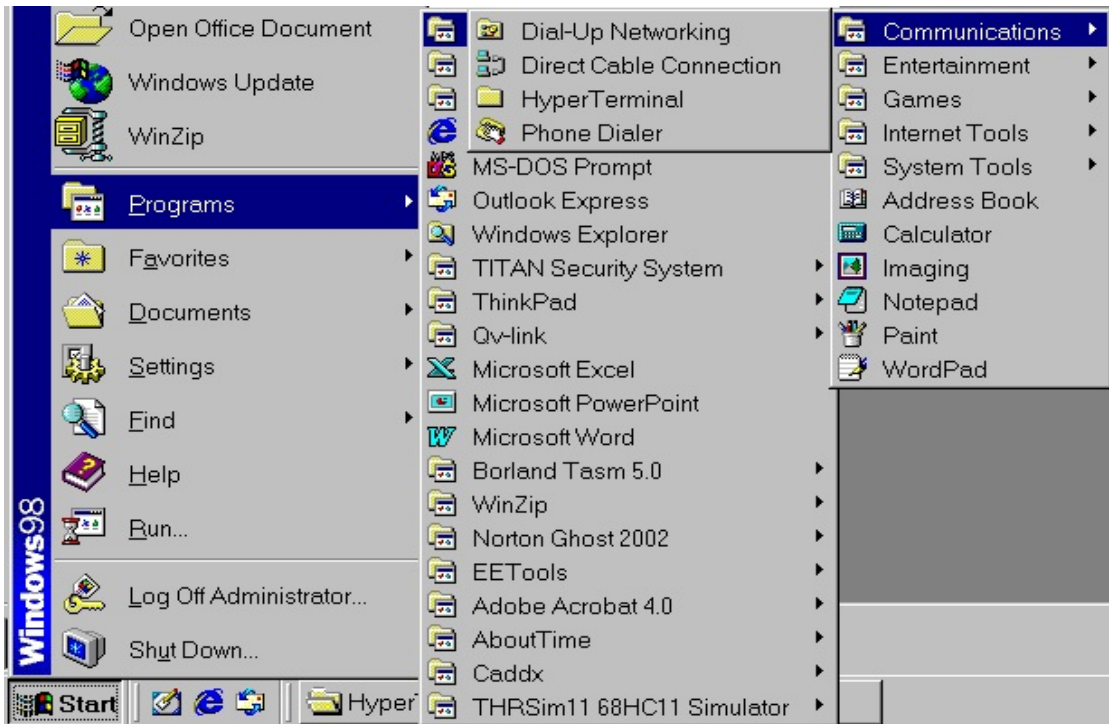 Open Office Document
Windows Update
WinZip
Programs
Favorites
Documents
Settings
Find
Help
Run...
Log Off Administrator...
Shut Down...
Windows98
Dial-Up Networking
Direct Cable Connection
HyperTerminal
Phone Dialer
MS-DOS Prompt
Outlook Express
Windows Explorer
TITAN Security System
ThinkPad
Qv-link
Microsoft Excel
Microsoft PowerPoint
Microsoft Word
Borland Tasm 5.0
WinZip
Norton Ghost 2002
EETools
Adobe Acrobat 4.0
AboutTime
Caddx
THRSim11 68HC11 Simulator
Communications
Entertainment
Games
Internet Tools
System Tools
Address Book
Calculator
Imaging
Notepad
Paint
WordPad
Start